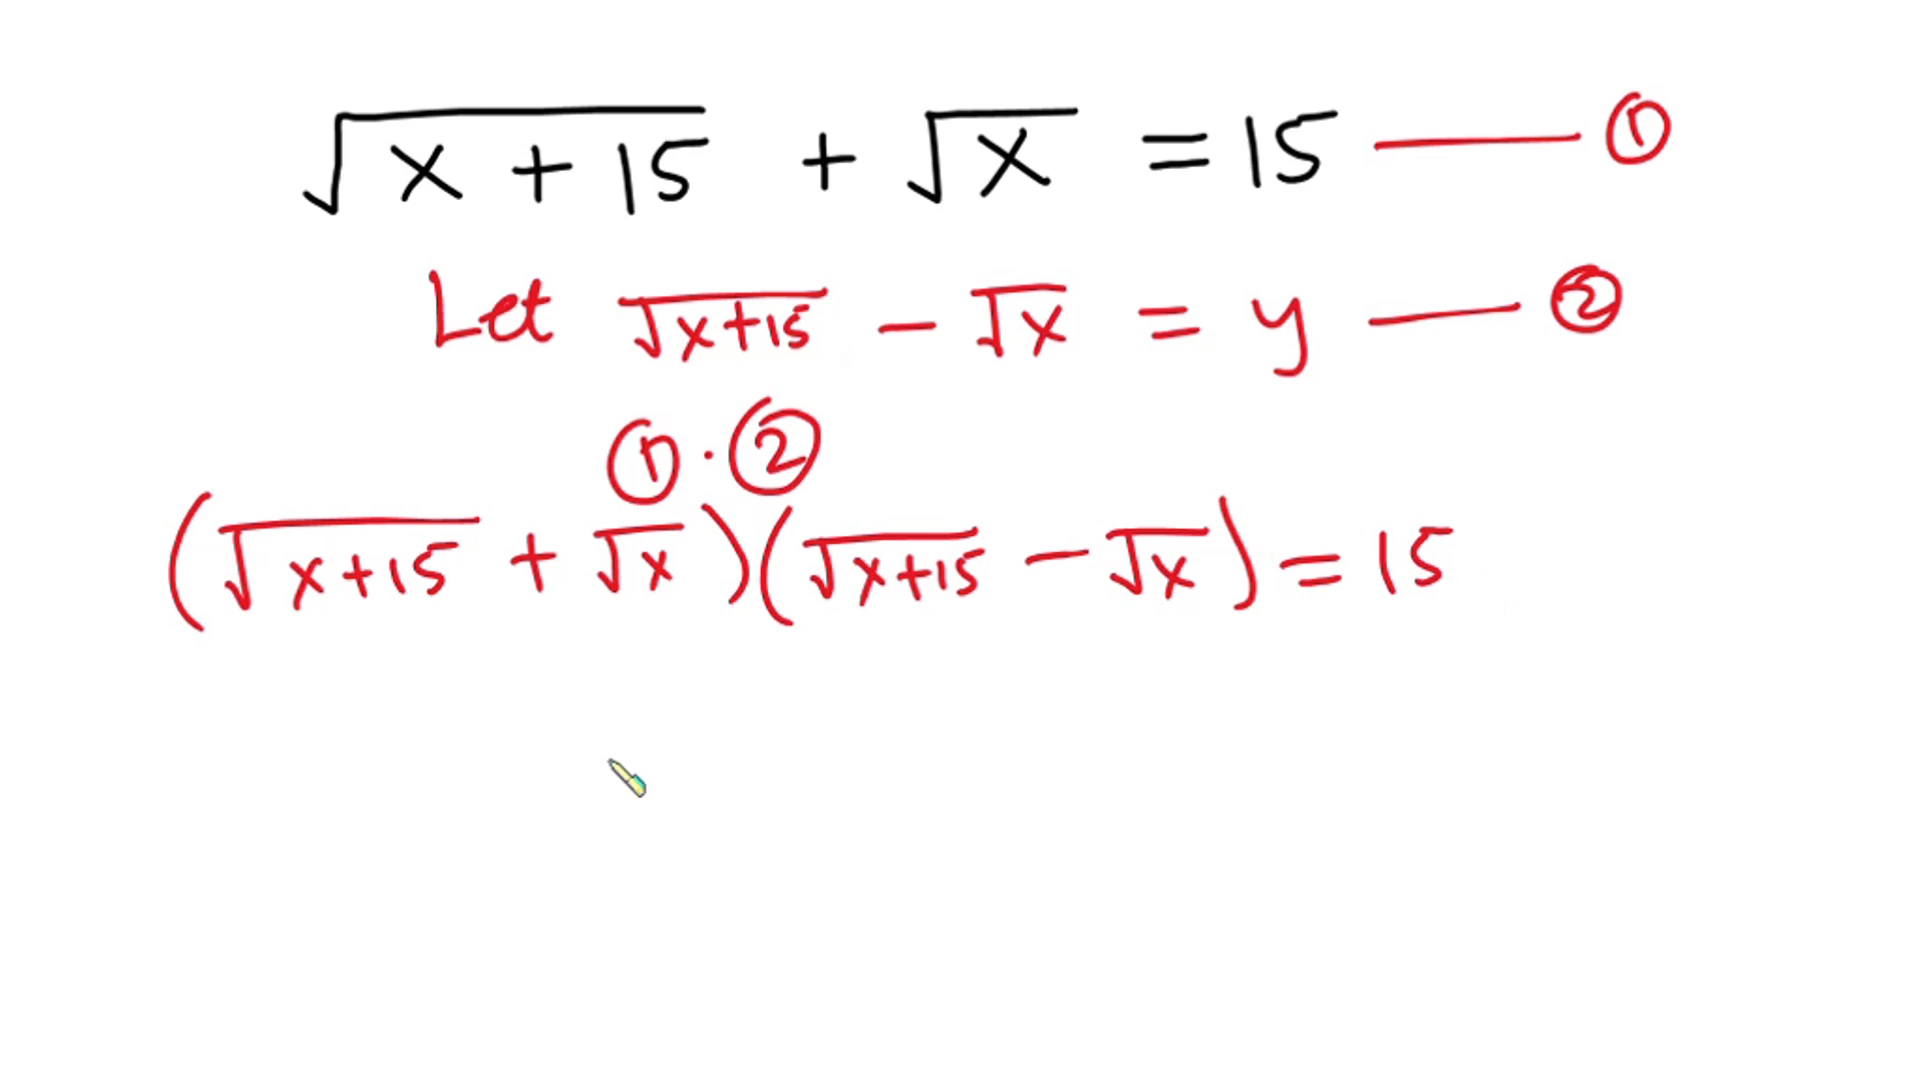 √(x + 15) + √x = 15 —— ①
Let √(x+15) − √x = y —— ②
① · ②
(√(x+15) + √x)(√(x+15) − √x) = 15